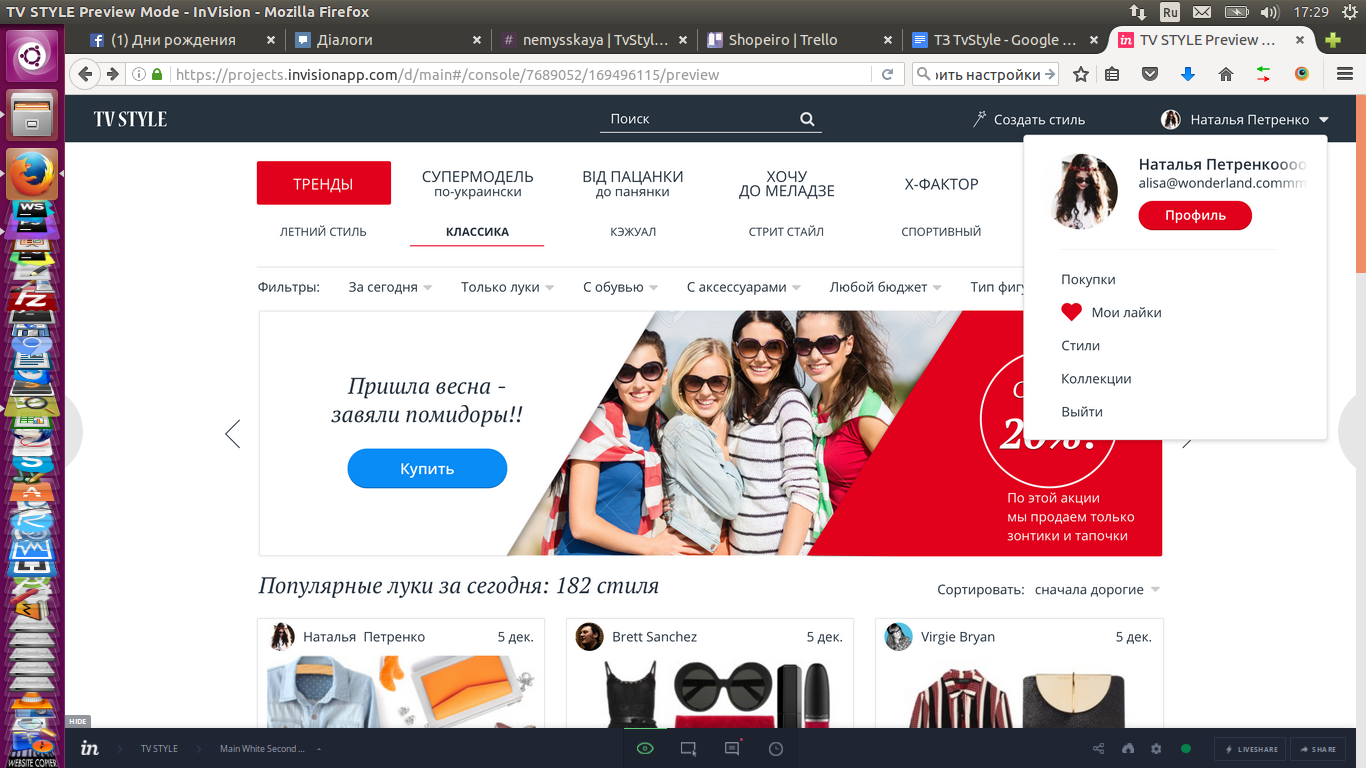 TV STYLE Preview Mode - InVision - Mozilla Firefox
Ru
17:29
(1) Дни рождения
Діалоги
nemysskaya | TvStyl...
Shopeiro | Trello
ТЗ TvStyle - Google ...
TV STYLE Preview ...
https://projects.invisionapp.com/d/main#/console/7689052/169496115/preview
ить настройки
TV STYLE
Поиск
Создать стиль
Наталья Петренко
Наталья Петренкоoooo
alisa@wonderland.commm
Профиль
Покупки
Мои лайки
Стили
Коллекции
Выйти
ТРЕНДЫ
СУПЕРМОДЕЛЬ
по-украински
ВІД ПАЦАНКИ
до панянки
ХОЧУ
ДО МЕЛАДЗЕ
Х-ФАКТОР
ЛЕТНИЙ СТИЛЬ
КЛАССИКА
КЭЖУАЛ
СТРИТ СТАЙЛ
СПОРТИВНЫЙ
Фильтры:
За сегодня
Только луки
С обувью
С аксессуарами
Любой бюджет
Тип фигу
Пришла весна -
завяли помидоры!!
Купить
20%!
По этой акции
мы продаем только
зонтики и тапочки
Популярные луки за сегодня: 182 стиля
Сортировать: сначала дорогие
Наталья Петренко
5 дек.
Brett Sanchez
5 дек.
Virgie Bryan
5 дек.
HIDE
in
TV STYLE
Main White Second ...
LIVESHARE
SHARE
WEBSITE COPIER